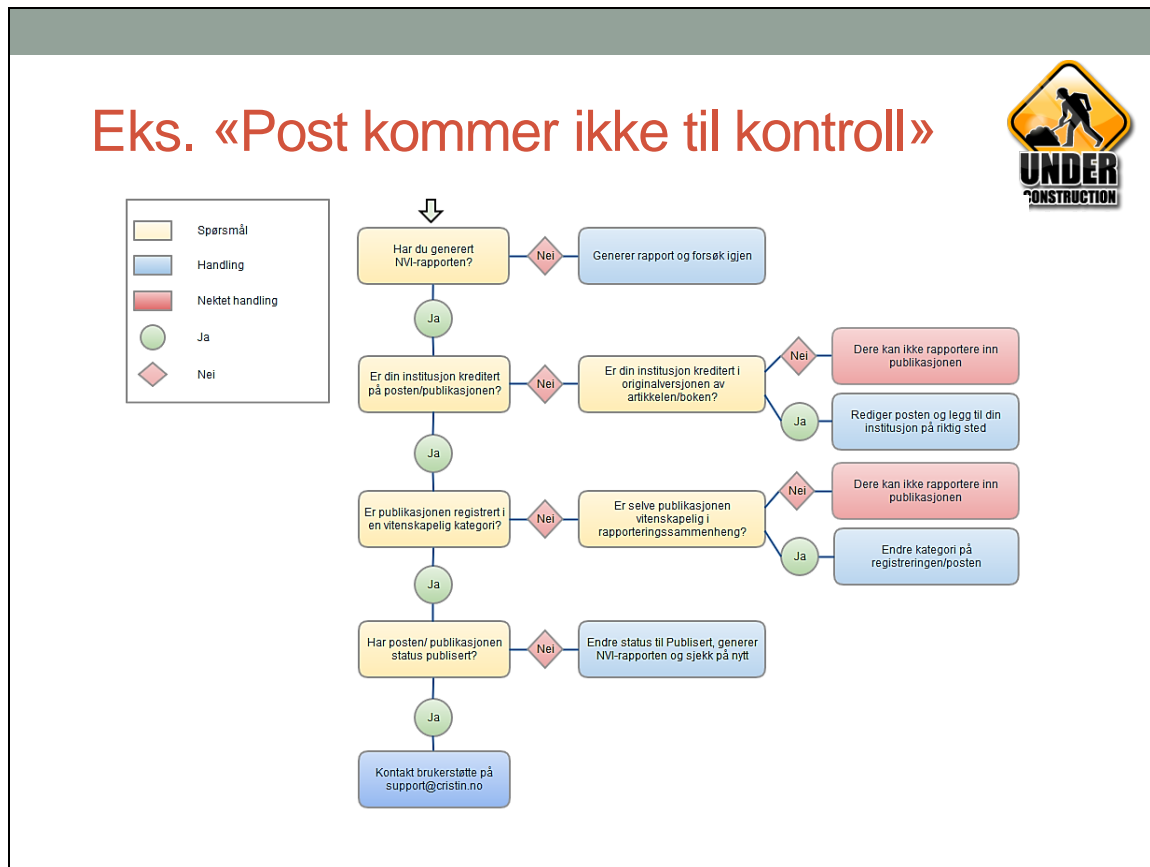 Eks. «Post kommer ikke til kontroll»
UNDER
CONSTRUCTION
Spørsmål
Handling
Nektet handling
Ja
Nei
Har du generert
NVI-rapporten?
Nei
Generer rapport og forsøk igjen
Ja
Er din institusjon kreditert
på posten/publikasjonen?
Nei
Er din institusjon kreditert i
originalversjonen av
artikkelen/boken?
Nei
Dere kan ikke rapportere inn
publikasjonen
Ja
Rediger posten og legg til din
institusjon på riktig sted
Ja
Er publikasjonen registrert i
en vitenskapelig kategori?
Nei
Er selve publikasjonen
vitenskapelig i
rapporteringssammenheng?
Nei
Dere kan ikke rapportere inn
publikasjonen
Ja
Endre kategori på
registreringen/posten
Ja
Har posten/ publikasjonen
status publisert?
Nei
Endre status til Publisert, generer
NVI-rapporten og sjekk på nytt
Ja
Kontakt brukerstøtte på
support@cristin.no